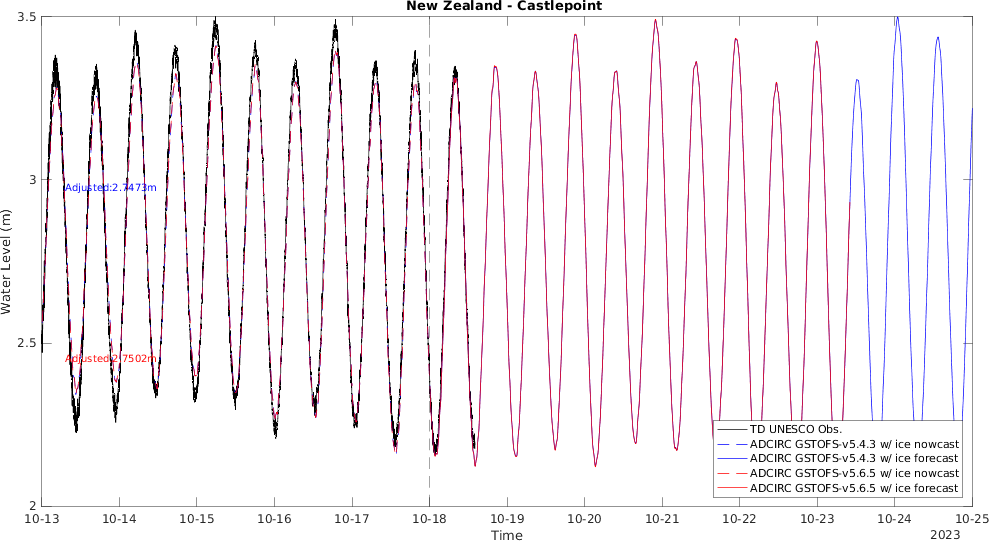 New Zealand - Castlepoint
3.5
3
2.5
2
Water Level (m)
Adjusted:2.7473m
Adjusted:2.7502m
TD UNESCO Obs.
ADCIRC GSTOFS-v5.4.3 w/ ice nowcast
ADCIRC GSTOFS-v5.4.3 w/ ice forecast
ADCIRC GSTOFS-v5.6.5 w/ ice nowcast
ADCIRC GSTOFS-v5.6.5 w/ ice forecast
10-13 10-14 10-15 10-16 10-17 10-18 10-19 10-20 10-21 10-22 10-23 10-24 10-25
Time
2023